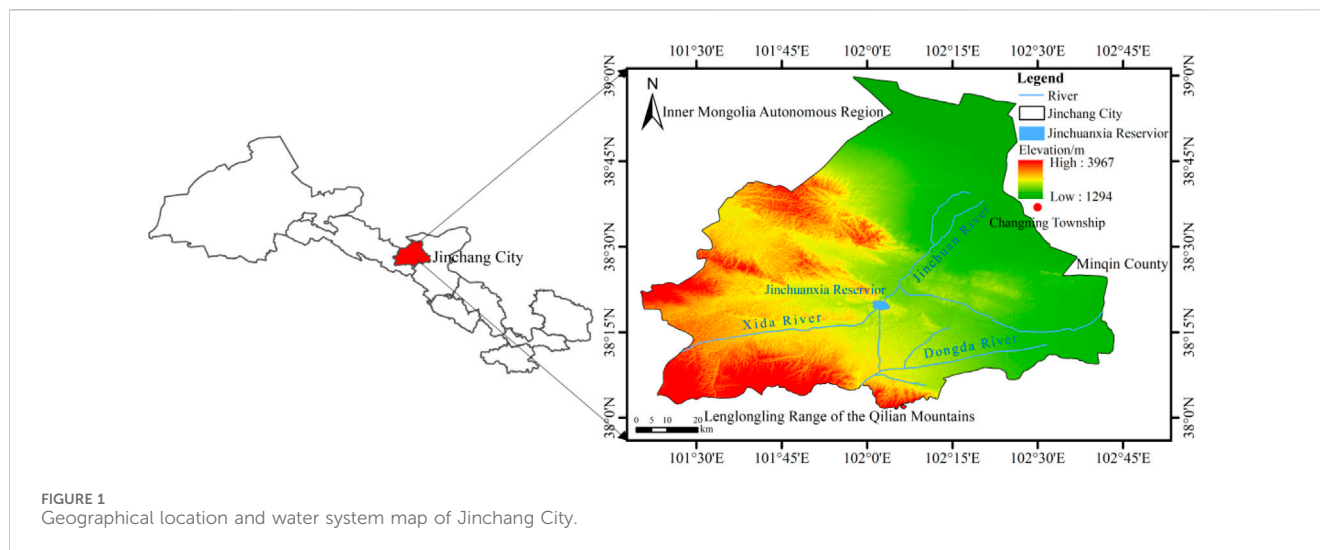 101°30'E 101°45'E 102°0'E 102°15'E 102°30'E 102°45'E
39°0'N
38°45'N
38°30'N
38°15'N
38°0'N
39°0'N
38°45'N
38°30'N
38°15'N
38°0'N
N
Inner Mongolia Autonomous Region
Legend
River
Jinchang City
Jinchuanxia Reservior
Elevation/m
High : 3967
Low : 1294
Changning Township
Jinchang City
Jinchuan River
Minqin County
Jinchuanxia Reservior
Xida River
Dongda River
Lenglongling Range of the Qilian Mountains
0 5 10 20
km
101°30'E 101°45'E 102°0'E 102°15'E 102°30'E 102°45'E
FIGURE 1
Geographical location and water system map of Jinchang City.